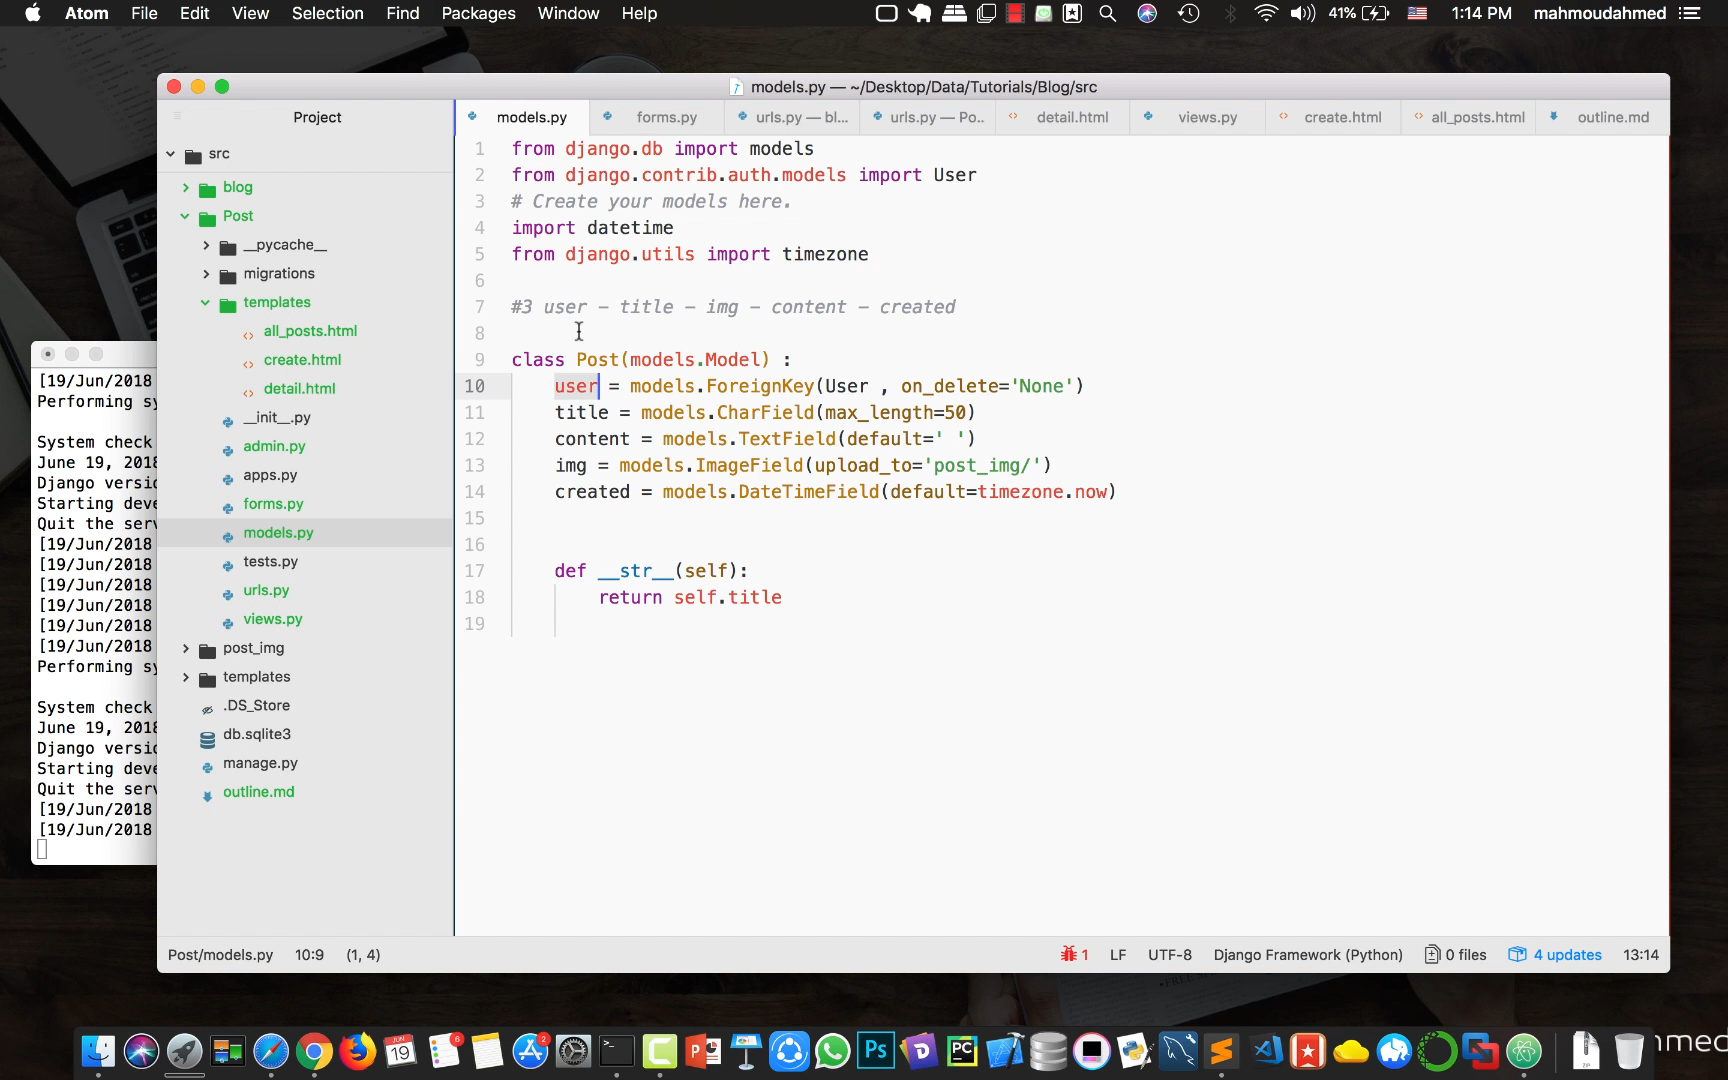 Atom File Edit View Selection Find Packages Window Help
41% 1:14 PM mahmoudahmed
models.py — ~/Desktop/Data/Tutorials/Blog/src
Project
models.py forms.py urls.py — bl... urls.py — Po.. detail.html views.py create.html all_posts.html outline.md
src
blog
Post
__pycache__
migrations
templates
all_posts.html
create.html
detail.html
__init__.py
admin.py
apps.py
forms.py
models.py
tests.py
urls.py
views.py
post_img
templates
.DS_Store
db.sqlite3
manage.py
outline.md
1 from django.db import models
2 from django.contrib.auth.models import User
3 # Create your models here.
4 import datetime
5 from django.utils import timezone
6
7 #3 user - title - img - content - created
8
9 class Post(models.Model) :
10 user = models.ForeignKey(User , on_delete='None')
11 title = models.CharField(max_length=50)
12 content = models.TextField(default=' ')
13 img = models.ImageField(upload_to='post_img/')
14 created = models.DateTimeField(default=timezone.now)
15
16
17 def __str__(self):
18 return self.title
19
[19/Jun/2018
Performing sy
System check
June 19, 2018
Django versio
Starting deve
Quit the serv
[19/Jun/2018
[19/Jun/2018
[19/Jun/2018
[19/Jun/2018
[19/Jun/2018
[19/Jun/2018
Performing sy
System check
June 19, 2018
Django versio
Starting deve
Quit the serv
[19/Jun/2018
[19/Jun/2018
Post/models.py 10:9 (1, 4)
1 LF UTF-8 Django Framework (Python) 0 files 4 updates 13:14
19
6
2
P
Ps
D
PC
ZIP
hmed